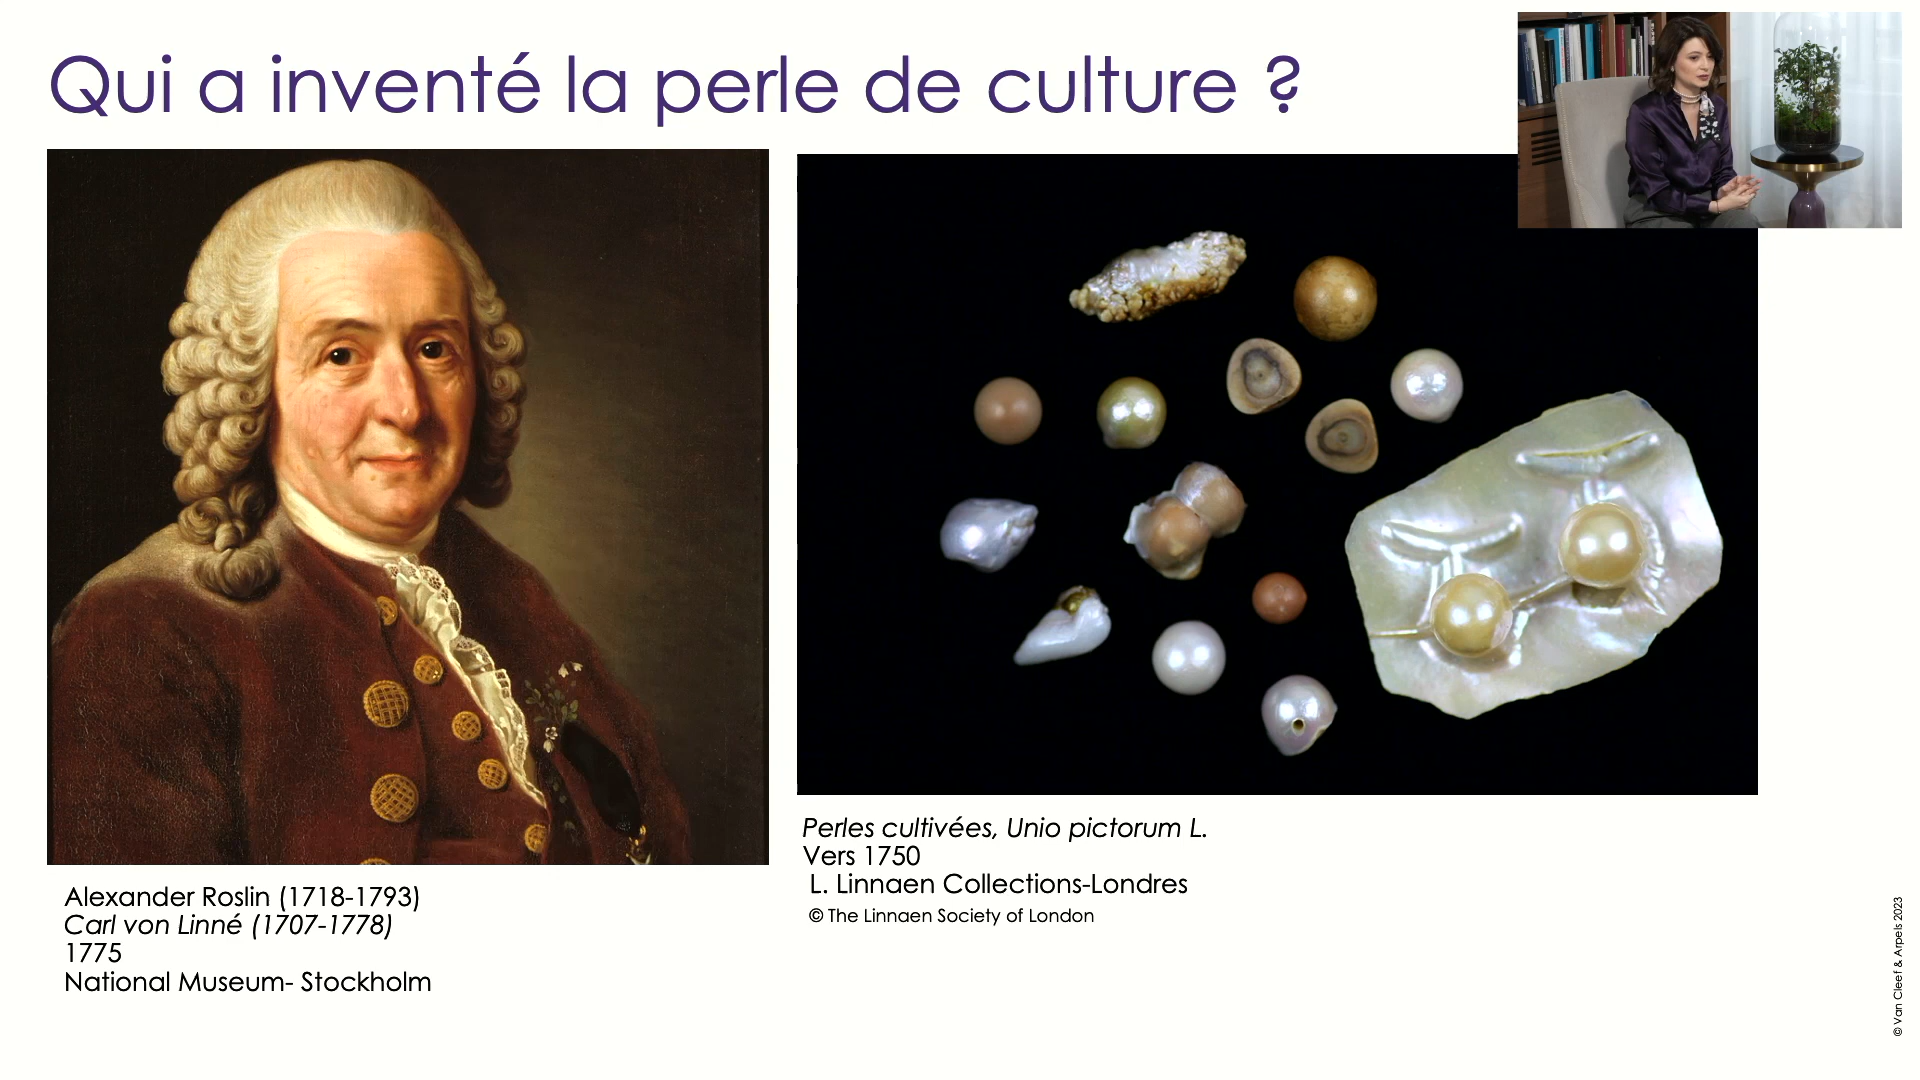 Qui a inventé la perle de culture ?
Alexander Roslin (1718-1793)
Carl von Linné (1707-1778)
1775
National Museum- Stockholm
Perles cultivées, Unio pictorum L.
Vers 1750
L. Linnaen Collections-Londres
© The Linnaen Society of London
© Van Cleef & Arpels 2023